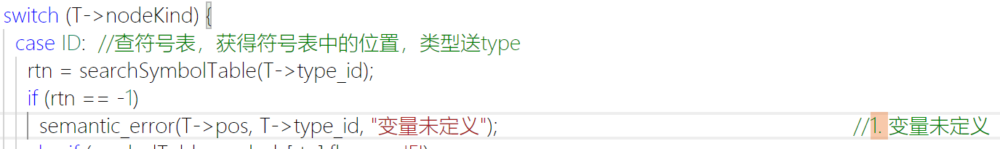 switch (T->nodeKind) {
case ID: //查符号表，获得符号表中的位置，类型送type
rtn = searchSymbolTable(T->type_id);
if (rtn == -1)
semantic_error(T->pos, T->type_id, "变量未定义"); //1. 变量未定义